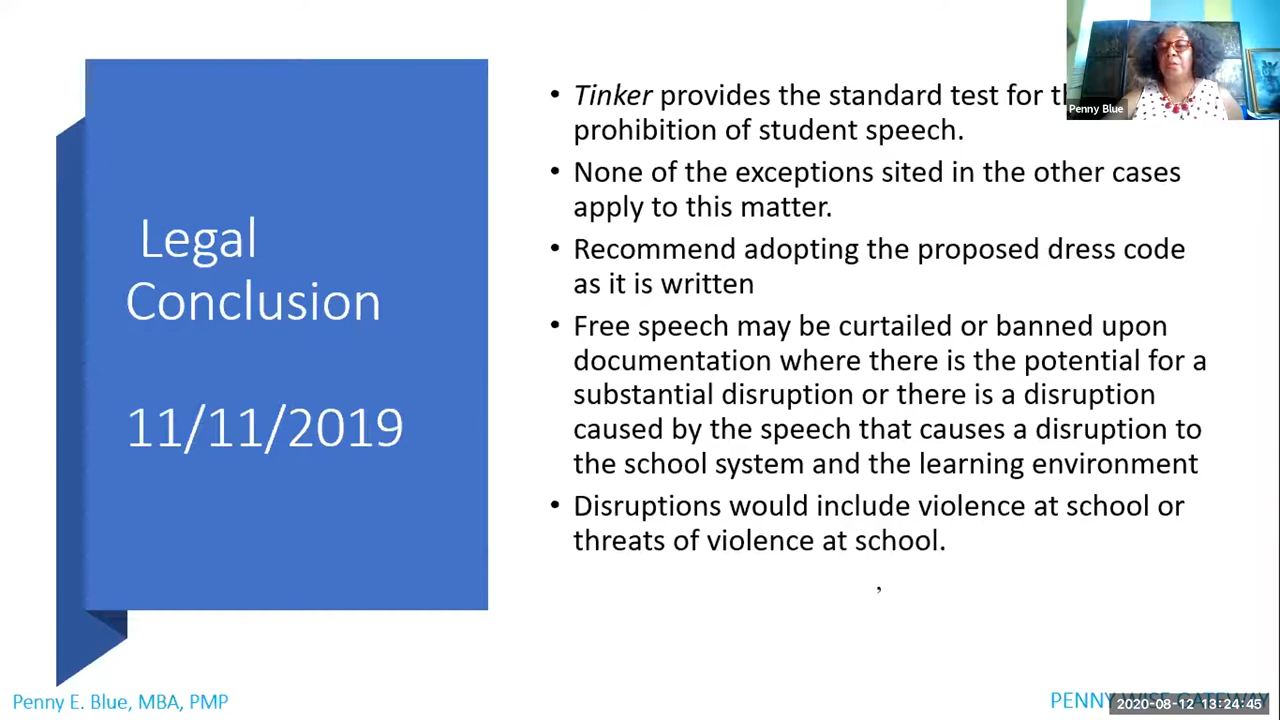 Legal
Conclusion
11/11/2019
• Tinker provides the standard test for
prohibition of student speech.
• None of the exceptions sited in the other cases
apply to this matter.
• Recommend adopting the proposed dress code
as it is written
• Free speech may be curtailed or banned upon
documentation where there is the potential for a
substantial disruption or there is a disruption
caused by the speech that causes a disruption to
the school system and the learning environment
• Disruptions would include violence at school or
threats of violence at school.
,
Penny Blue
Penny E. Blue, MBA, PMP
PENNY WISE GATEWAY
2020-08-12 13:24:45